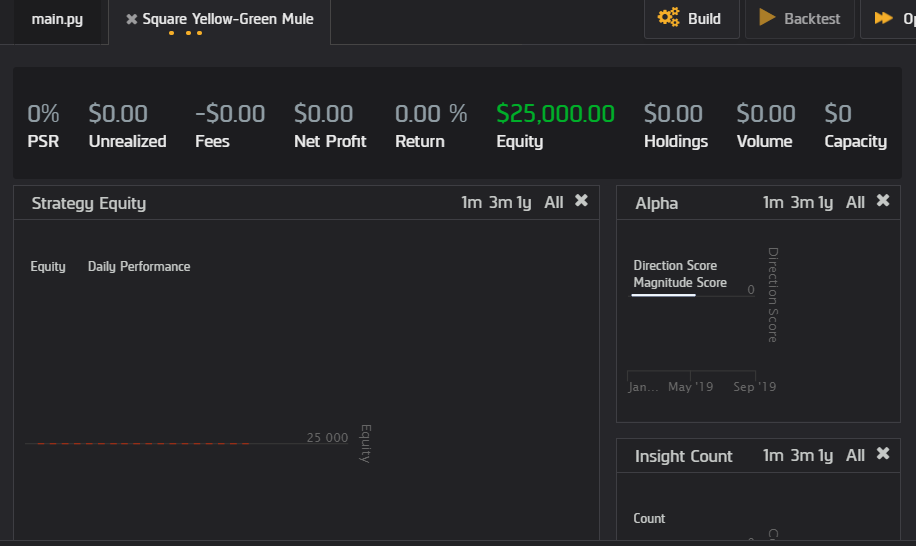 main.py
Square Yellow-Green Mule
Build
Backtest
0% $0.00 -$0.00 $0.00 0.00 % $25,000.00 $0.00 $0.00 $0
PSR Unrealized Fees Net Profit Return Equity Holdings Volume Capacity
Strategy Equity 1m 3m 1y All
Equity Daily Performance
25 000
Equity
Alpha 1m 3m 1y All
Direction Score
Magnitude Score
0
Direction Score
Jan... May '19 Sep '19
Insight Count 1m 3m 1y All
Count